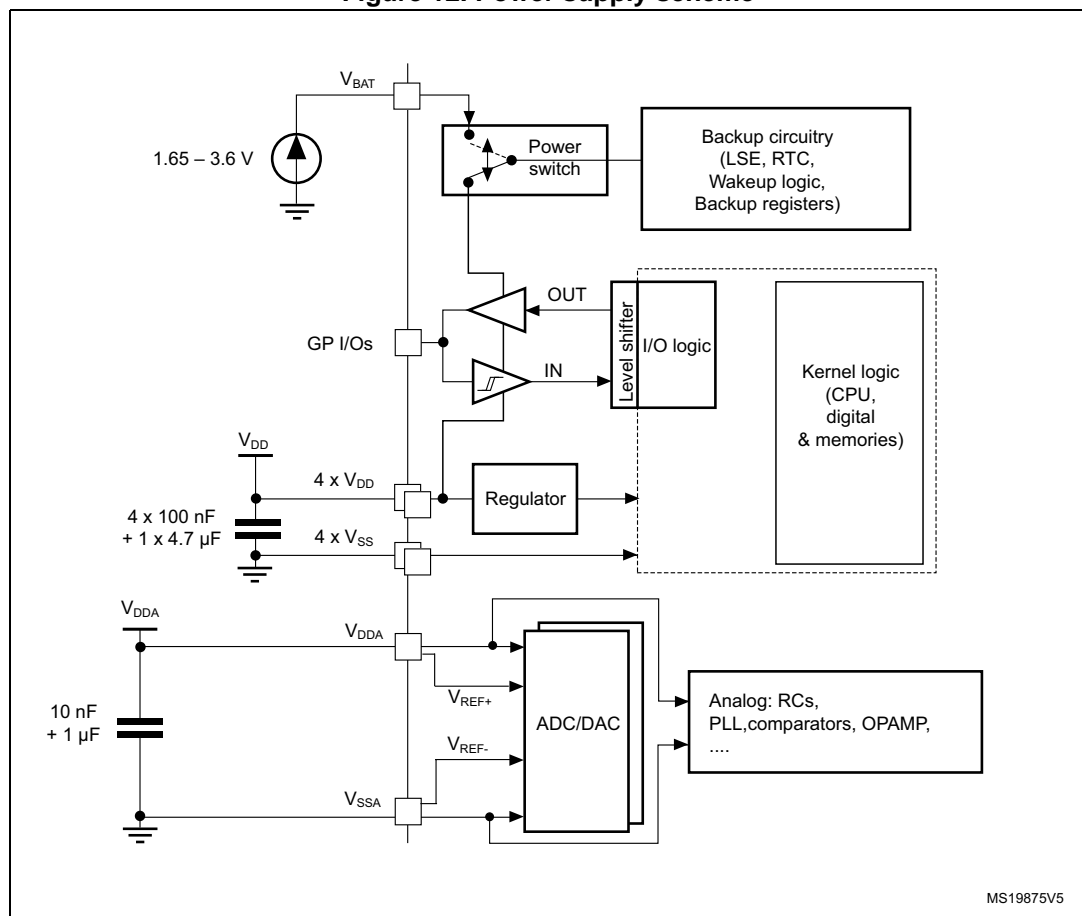 Figure 12. Power supply scheme
VBAT
1.65 – 3.6 V
Power
switch
Backup circuitry
(LSE, RTC,
Wakeup logic,
Backup registers)
OUT
GP I/Os
IN
Level shifter
I/O logic
Kernel logic
(CPU,
digital
& memories)
VDD
4 x VDD
Regulator
4 x 100 nF
+ 1 x 4.7 µF
4 x VSS
VDDA
VDDA
VREF+
10 nF
+ 1 µF
ADC/DAC
Analog: RCs,
PLL,comparators, OPAMP,
....
VREF-
VSSA
MS19875V5